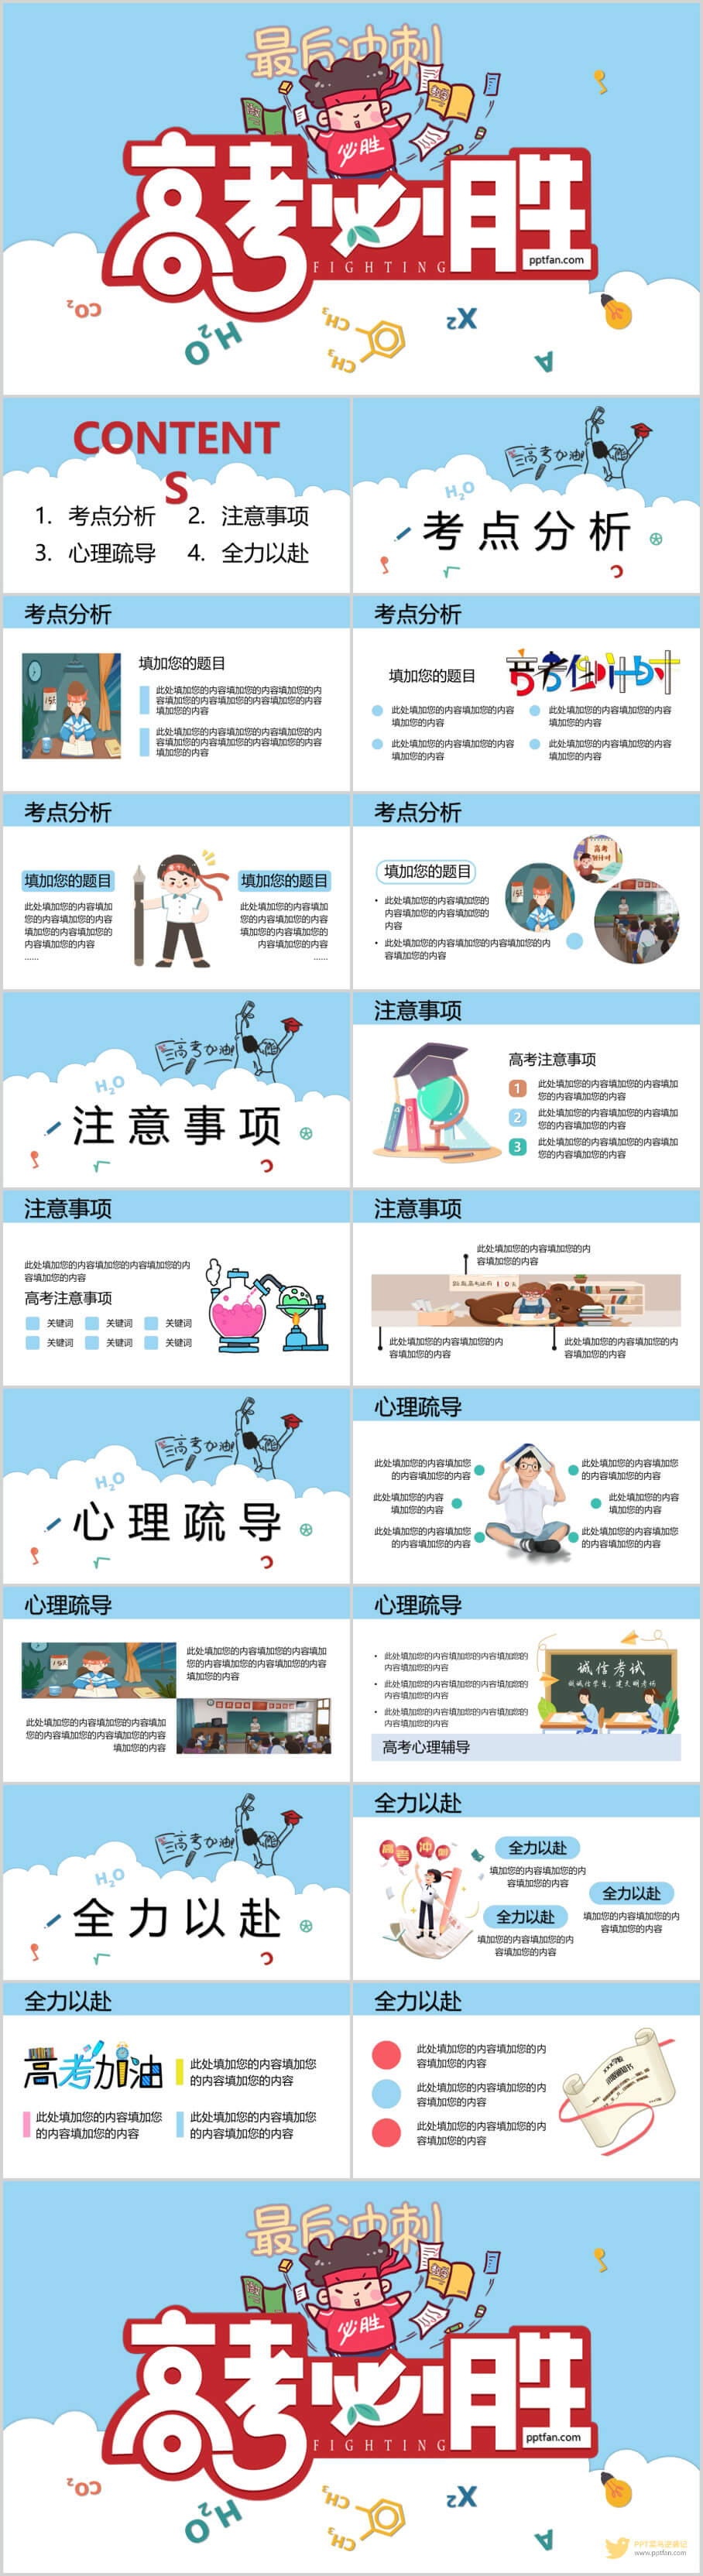 最后冲刺
数学
必胜
高考必胜
FIGHTING
pptfan.com
CO2
H2O
CH3
CH3
X2
A
CONTENT
S
1. 考点分析 2. 注意事项
3. 心理疏导 4. 全力以赴
高考加油!
H2O
考点分析
√
考点分析
填加您的题目
此处填加您的内容填加您的内容填加您的内
容填加您的内容填加您的内容填加您的内容
填加您的内容
此处填加您的内容填加您的内容填加您的内
容填加您的内容填加您的内容填加您的内容
填加您的内容
考点分析
高考倒计时
填加您的题目
此处填加您的内容填加您的内容
填加您的内容
此处填加您的内容填加您的内容
填加您的内容
此处填加您的内容填加您的内容
填加您的内容
此处填加您的内容填加您的内容
填加您的内容
考点分析
填加您的题目
此处填加您的内容填加
您的内容填加您的内容
填加您的内容填加您的
内容填加您的内容
......
填加您的题目
此处填加您的内容填加
您的内容填加您的内容
填加您的内容填加您的
内容填加您的内容
......
考点分析
填加您的题目
• 此处填加您的内容填加您的
内容填加您的内容填加您的
内容
• 此处填加您的内容填加您的内容填加您的内
容填加您的内容
高考
高考加油!
H2O
注意事项
√
注意事项
高考注意事项
1
此处填加您的内容填加您的内容填加
您的内容填加您的内容
2
此处填加您的内容填加您的内容填加
您的内容填加您的内容
3
此处填加您的内容填加您的内容填加
您的内容填加您的内容
注意事项
此处填加您的内容填加您的内容填加您的内
容填加您的内容
高考注意事项
关键词 关键词 关键词
关键词 关键词 关键词
注意事项
此处填加您的内容填加您的内
容填加您的内容
此处填加您的内容填加您的内
容填加您的内容
此处填加您的内容填加您的内
容填加您的内容
高考加油!
H2O
心理疏导
√
心理疏导
此处填加您的内容填加您
的内容填加您的内容
此处填加您的内容
填加您的内容
此处填加您的内容填加您
的内容填加您的内容
此处填加您的内容填加您
的内容填加您的内容
此处填加您的内容
填加您的内容
此处填加您的内容填加您
的内容填加您的内容
心理疏导
此处填加您的内容填加您的内容填加
您的内容填加您的内容填加您的内容
填加您的内容
此处填加您的内容填加您的内容填加
您的内容填加您的内容填加您的内容
填加您的内容
心理疏导
• 此处填加您的内容填加您的内容填加您的
内容填加您的内容
• 此处填加您的内容填加您的内容填加您的
内容填加您的内容
• 此处填加您的内容填加您的内容填加您的
内容填加您的内容
诚信考试
高考心理辅导
高考加油!
H2O
全力以赴
√
全力以赴
高考冲刺
全力以赴
填加您的内容填加您的内
容填加您的内容
全力以赴
填加您的内容填加您的内
容填加您的内容
全力以赴
填加您的内容填加您的内
容填加您的内容
全力以赴
高考加油
此处填加您的内容填加您
的内容填加您的内容
此处填加您的内容填加您
的内容填加您的内容
此处填加您的内容填加您
的内容填加您的内容
全力以赴
此处填加您的内容填加您的内
容填加您的内容
此处填加您的内容填加您的内
容填加您的内容
此处填加您的内容填加您的内
容填加您的内容
最后冲刺
数学
必胜
高考必胜
FIGHTING
pptfan.com
CO2
H2O
CH3
CH3
X2
A
PPT菜鸟逆袭记
www.pptfan.com